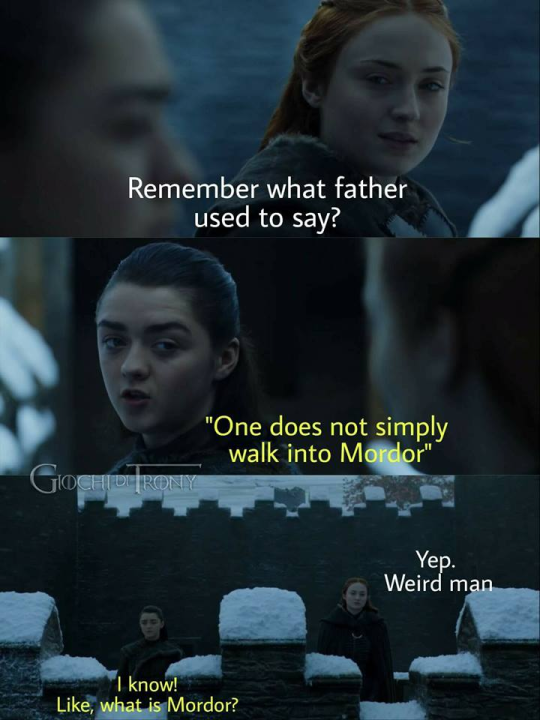 Remember what father
used to say?
"One does not simply
walk into Mordor"
GIOCHI DI TRONY
Yep.
Weird man
I know!
Like, what is Mordor?